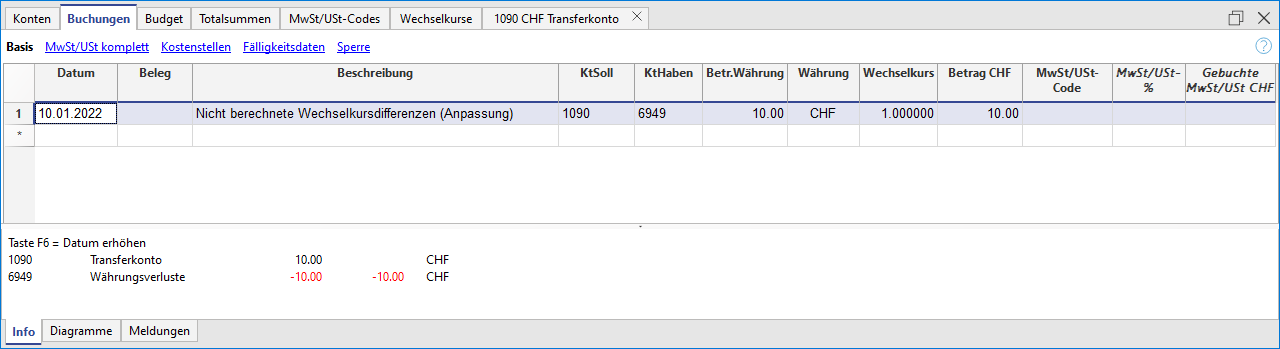 Konten Buchungen Budget Totalsummen MwSt/USt-Codes Wechselkurse 1090 CHF Transferkonto
Basis MwSt/USt komplett Kostenstellen Fälligkeitsdaten Sperre ?
Datum Beleg Beschreibung KtSoll KtHaben Betr.Währung Währung Wechselkurs Betrag CHF MwSt/USt- MwSt/USt- Gebuchte
Code % MwSt/USt CHF
1 10.01.2022 Nicht berechnete Wechselkursdifferenzen (Anpassung) 1090 6949 10.00 CHF 1.000000 10.00
*
Taste F6 = Datum erhöhen
1090 Transferkonto 10.00 CHF
6949 Währungsverluste -10.00 -10.00 CHF
Info Diagramme Meldungen